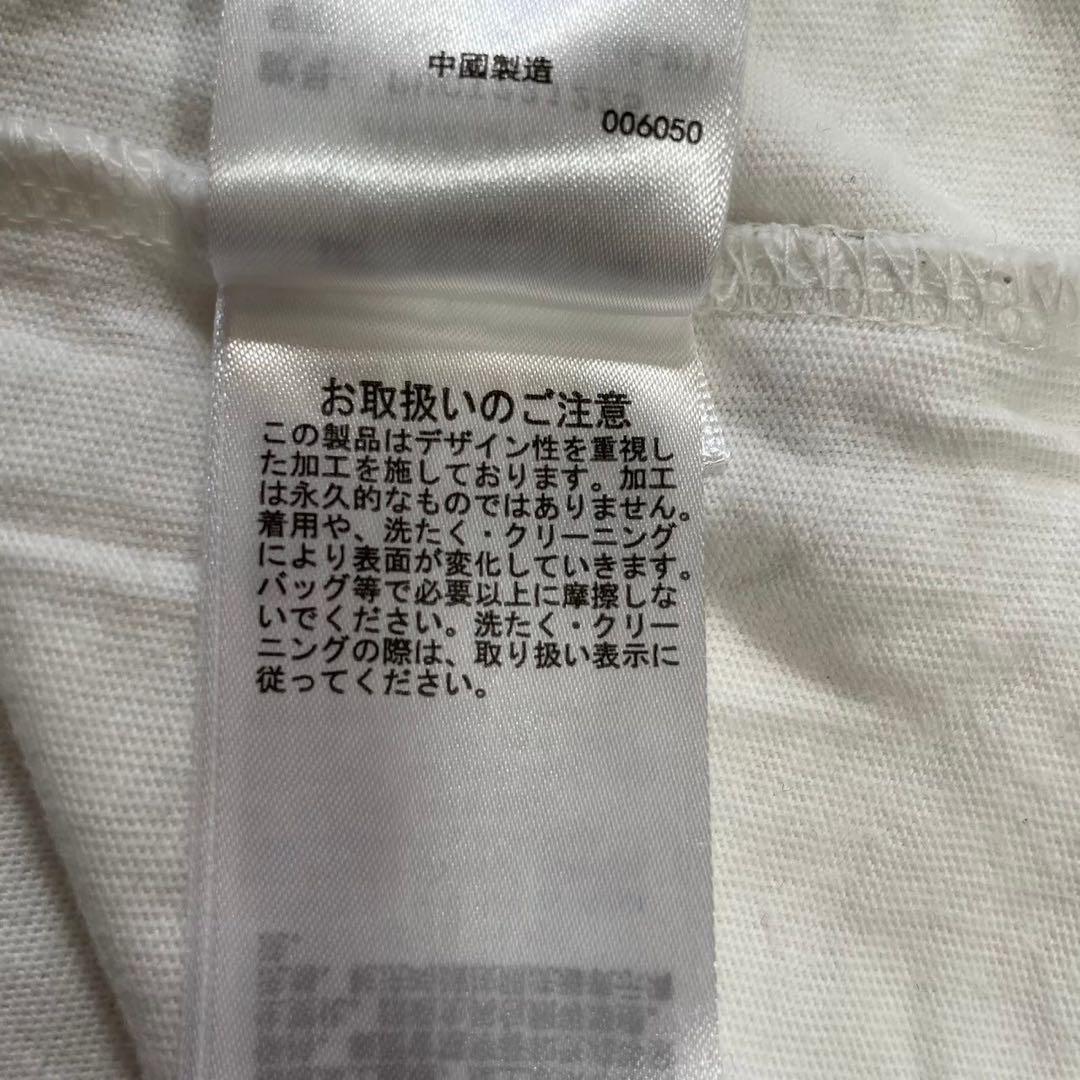 中國製造
006050
お取扱いのご注意
この製品はデザイン性を重視し
た加工を施しております。加工
は永久的なものではありません。
着用や、洗たく・クリーニング
により表面が変化していきます。
バッグ等で必要以上に摩擦しな
いでください。洗たく・クリー
ニングの際は、取り扱い表示に
従ってください。